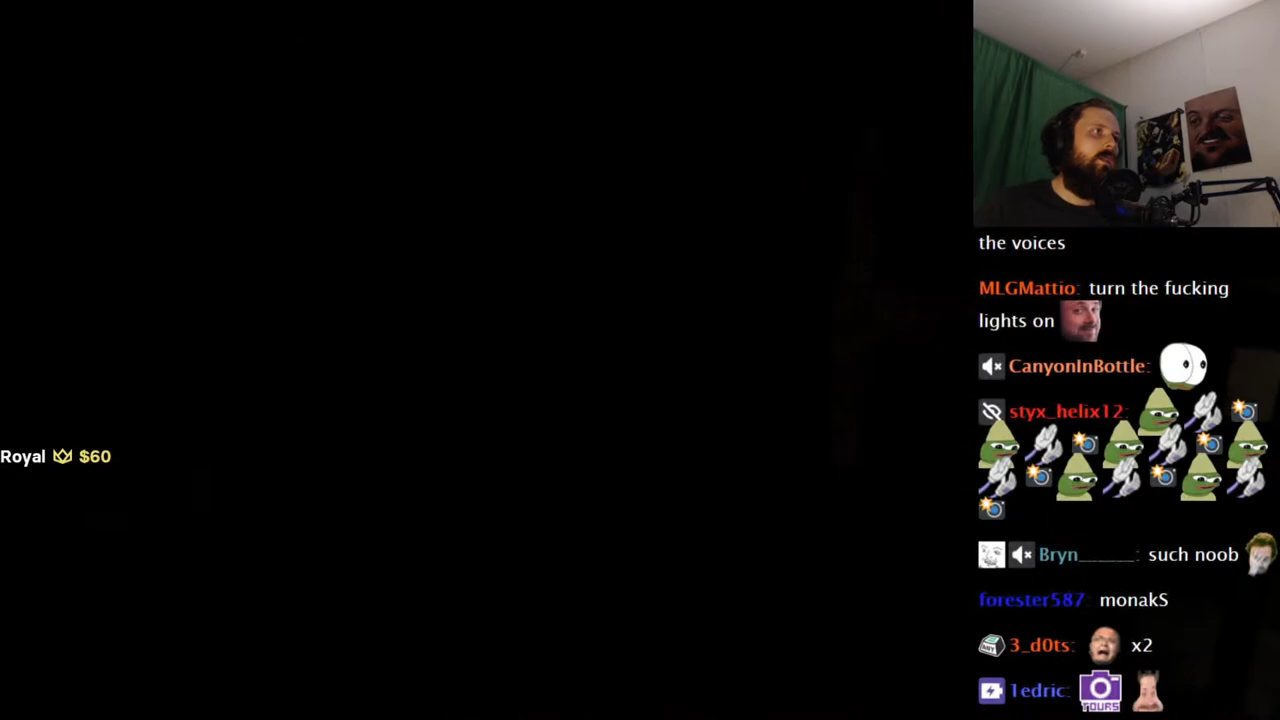 the voices
MLGMattio: turn the fucking
lights on
CanyonInBottle:
styx_helix12:
Royal $60
Bryn______: such noob
forester587 monakS
3_d0ts: x2
1edric:
TOURS